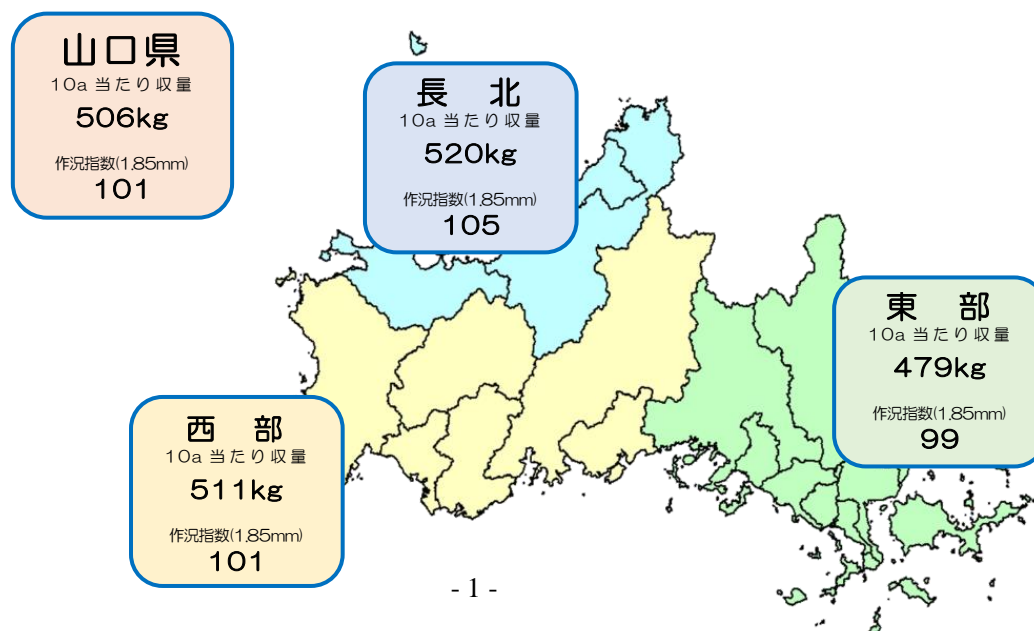 山口県
10a 当たり収量
506kg
作況指数(1.85mm)
101
長 北
10a 当たり収量
520kg
作況指数(1.85mm)
105
東 部
10a 当たり収量
479kg
作況指数(1.85mm)
99
西 部
10a 当たり収量
511kg
作況指数(1.85mm)
101
- 1 -